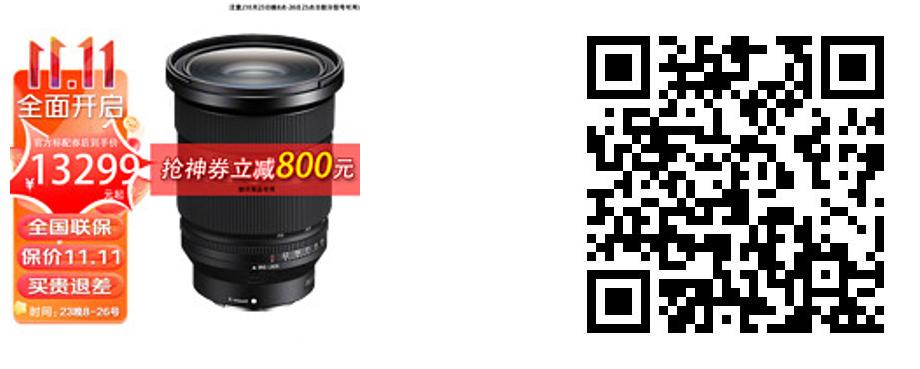 11.11
全面开启
官方标配券后到手价
¥13299
元起
抢神券立减800元
全国联保
保价11.11
买贵退差
时间:23晚8-26号